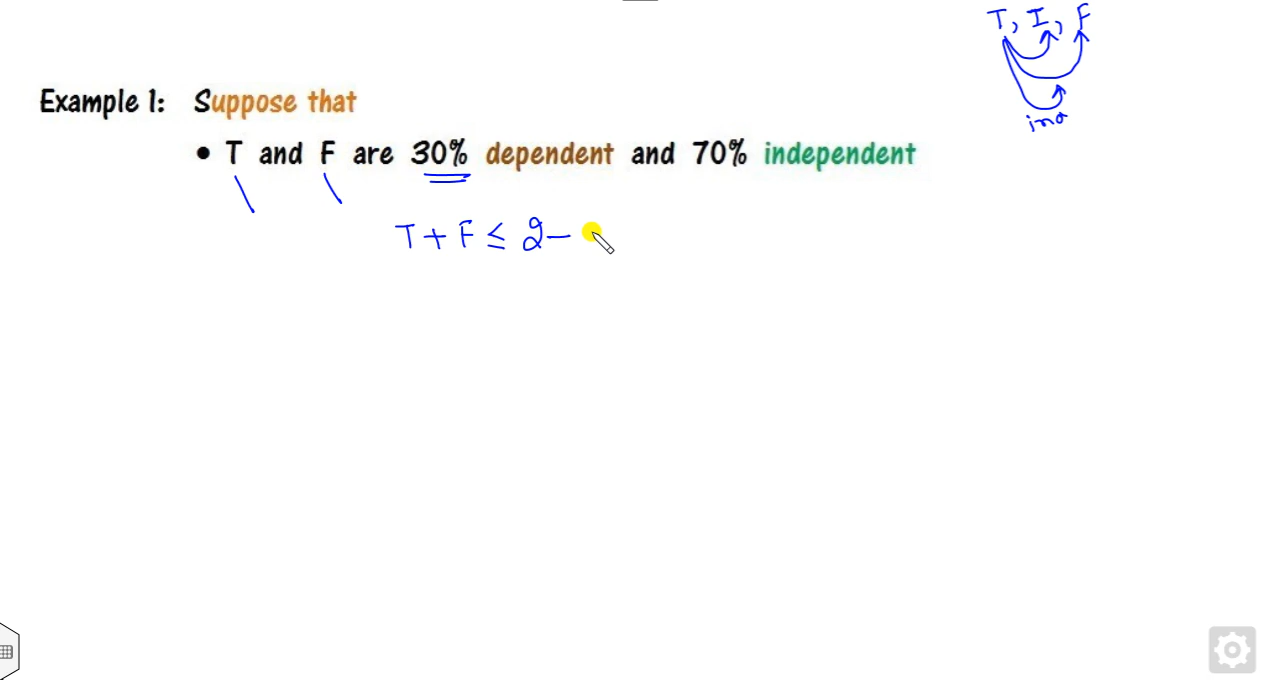 T, I, F
ind
Example 1: Suppose that
• T and F are 30% dependent and 70% independent
T + F ≤ 2 –